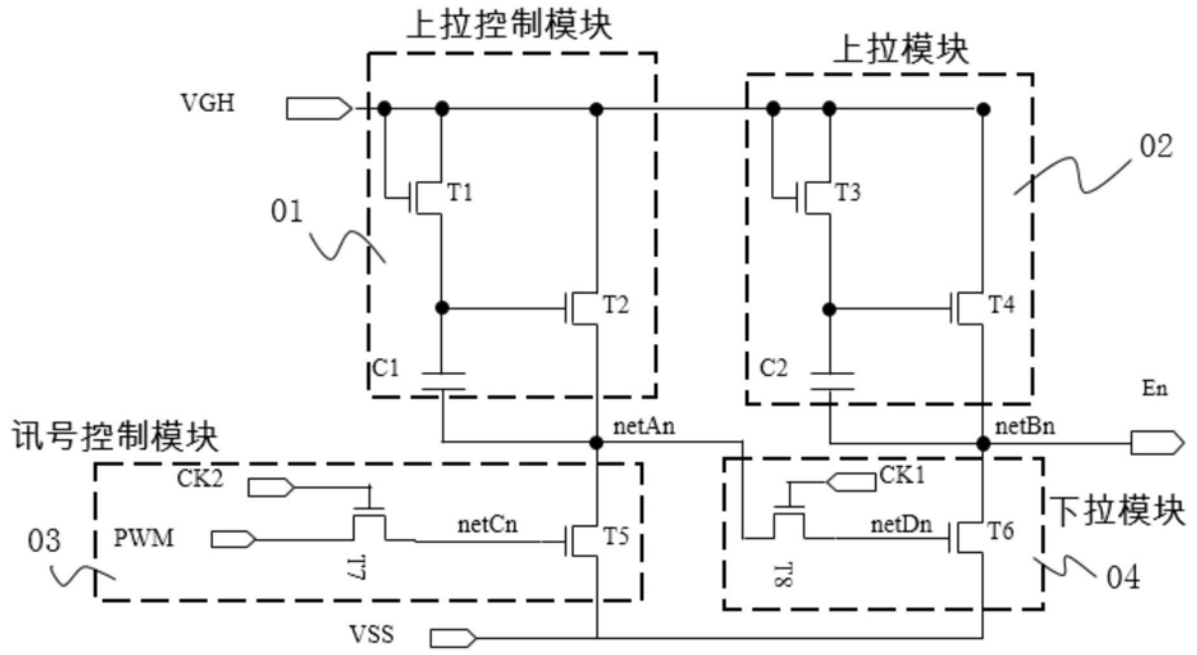 上拉控制模块
上拉模块
VGH
02
T1
T3
01
T2
T4
C1
C2
En
netAn
netBn
讯号控制模块
CK2
CK1
下拉模块
PWM
netCn
T5
netDn
T6
03
T7
T8
04
VSS